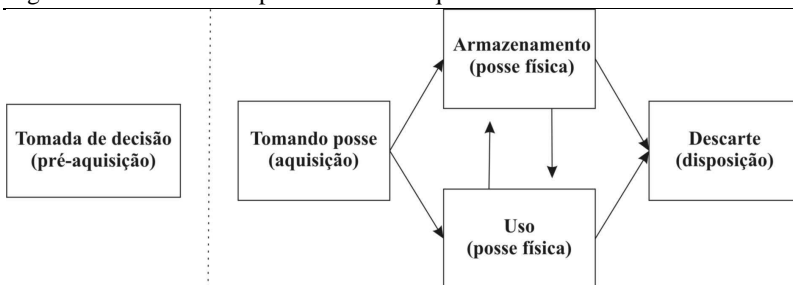 Armazenamento
(posse física)
Tomada de decisão
(pré-aquisição)
Tomando posse
(aquisição)
Descarte
(disposição)
Uso
(posse física)